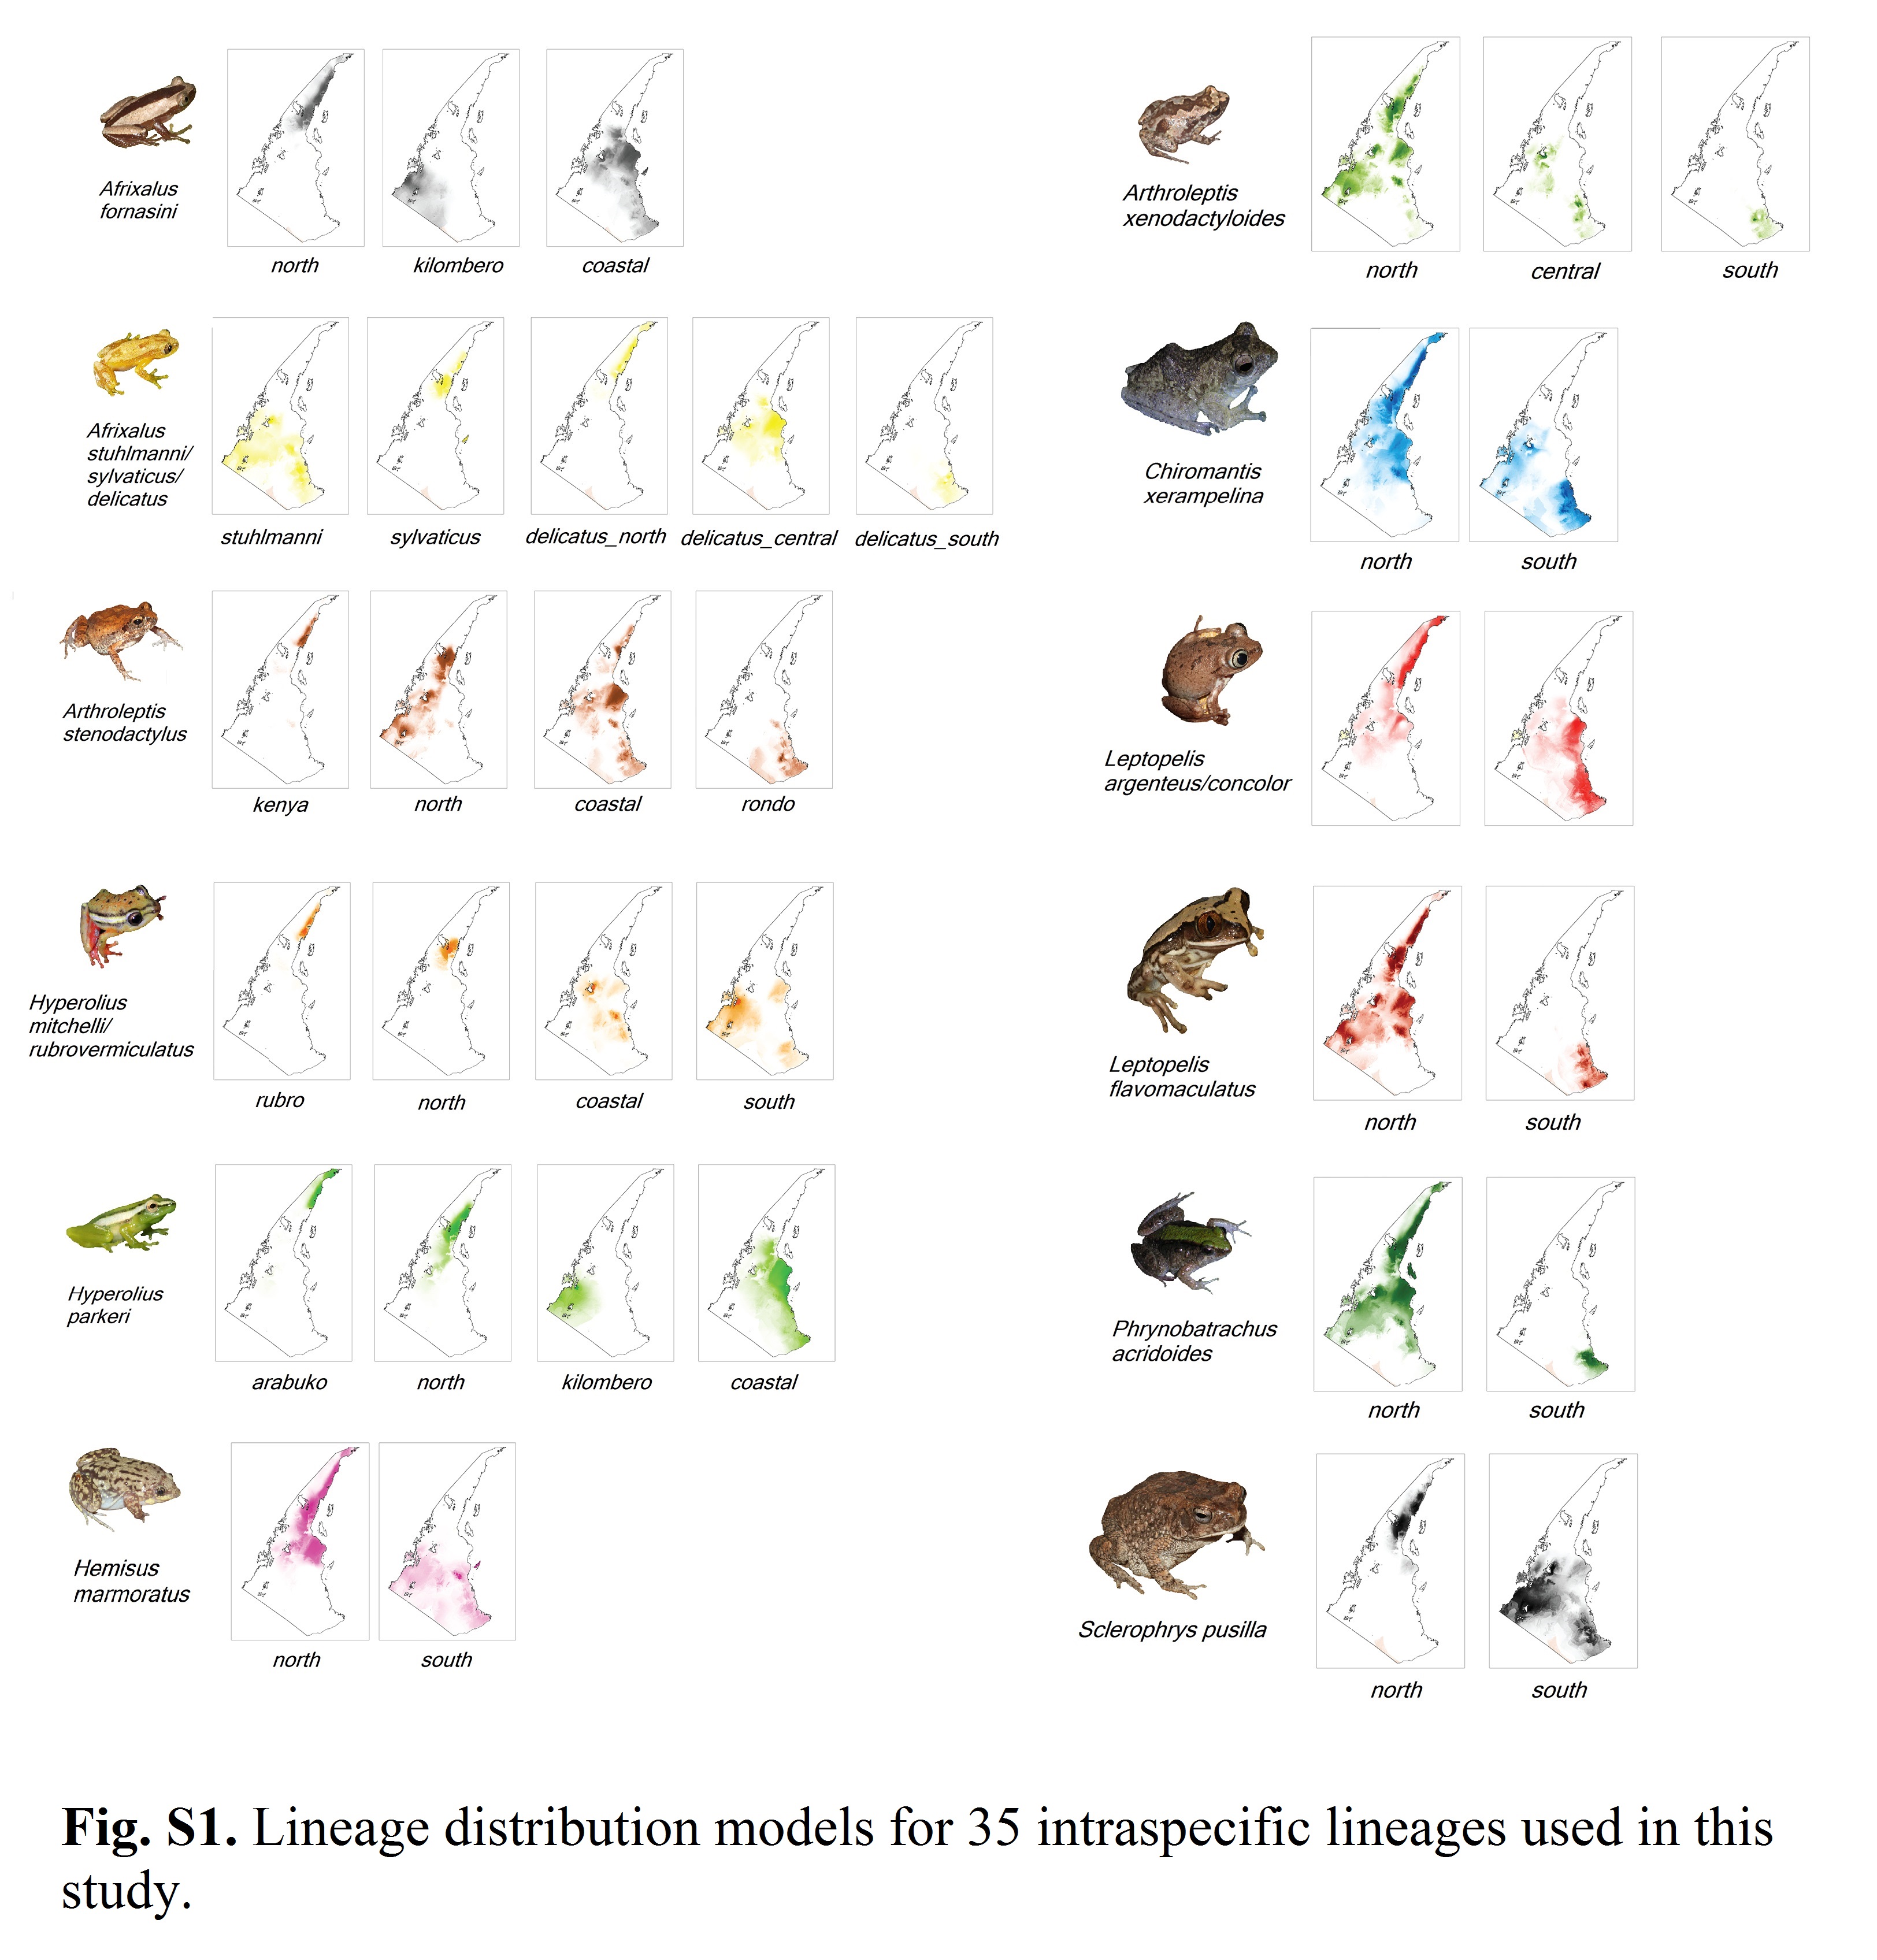 Afrixalus
fornasini
north
kilombero
coastal
Afrixalus
stuhlmanni/
sylvaticus/
delicatus
stuhlmanni
sylvaticus
delicatus_north
delicatus_central
delicatus_south
Arthroleptis
stenodactylus
kenya
north
coastal
rondo
Hyperolius
mitchelli/
rubrovermiculatus
rubro
north
coastal
south
Hyperolius
parkeri
arabuko
north
kilombero
coastal
Hemisus
marmoratus
north
south
Arthroleptis
xenodactyloides
north
central
south
Chiromantis
xerampelina
north
south
Leptopelis
argenteus/concolor
Leptopelis
flavomaculatus
north
south
Phrynobatrachus
acridoides
north
south
Sclerophrys pusilla
north
south
Fig. S1. Lineage distribution models for 35 intraspecific lineages used in this
study.